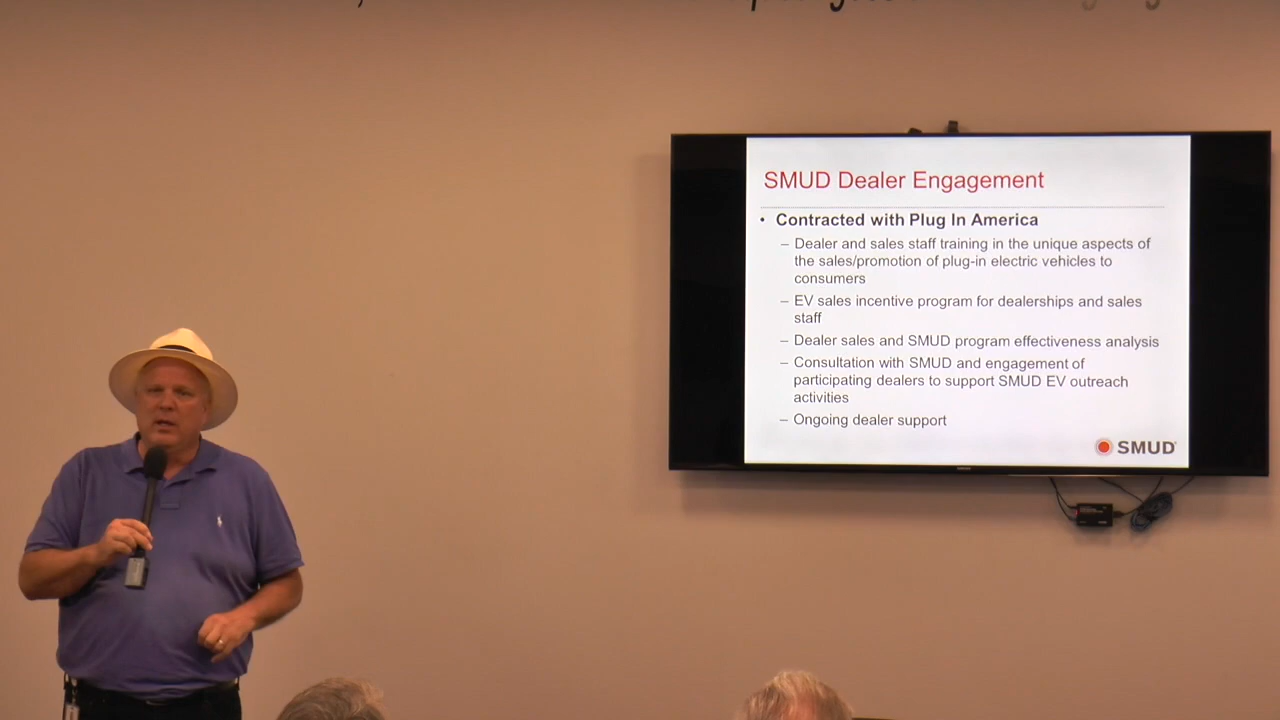 SMUD Dealer Engagement
• Contracted with Plug In America
– Dealer and sales staff training in the unique aspects of
the sales/promotion of plug-in electric vehicles to
consumers
– EV sales incentive program for dealerships and sales
staff
– Dealer sales and SMUD program effectiveness analysis
– Consultation with SMUD and engagement of
participating dealers to support SMUD EV outreach
activities
– Ongoing dealer support
SMUD